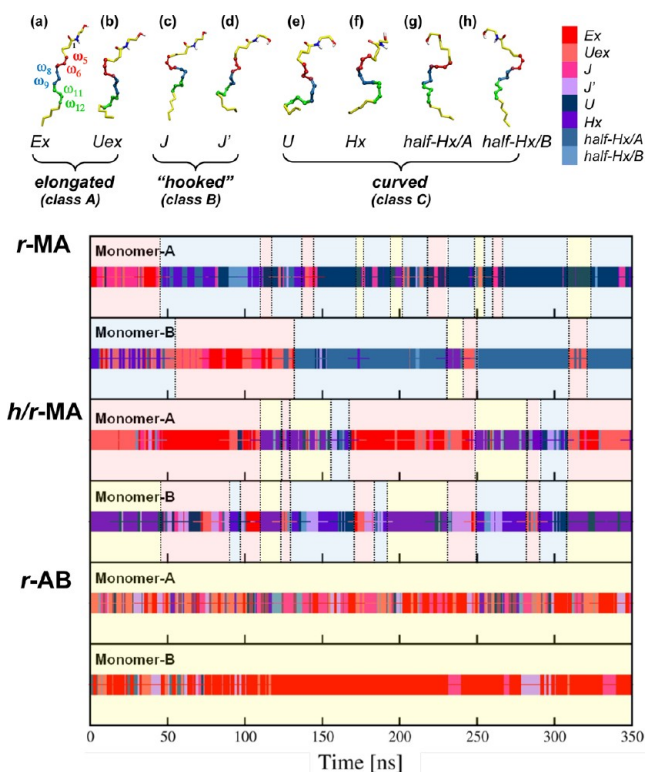 (a) (b) (c) (d) (e) (f) (g) (h)
ω5
ω8 ω6
ω9
ω11
ω12
Ex Uex J J' U Hx half-Hx/A half-Hx/B
elongated "hooked" curved
(class A) (class B) (class C)
Ex
Uex
J
J'
U
Hx
half-Hx/A
half-Hx/B
r-MA
Monomer-A
Monomer-B
h/r-MA
Monomer-A
Monomer-B
r-AB
Monomer-A
Monomer-B
0 50 100 150 200 250 300 350
Time [ns]